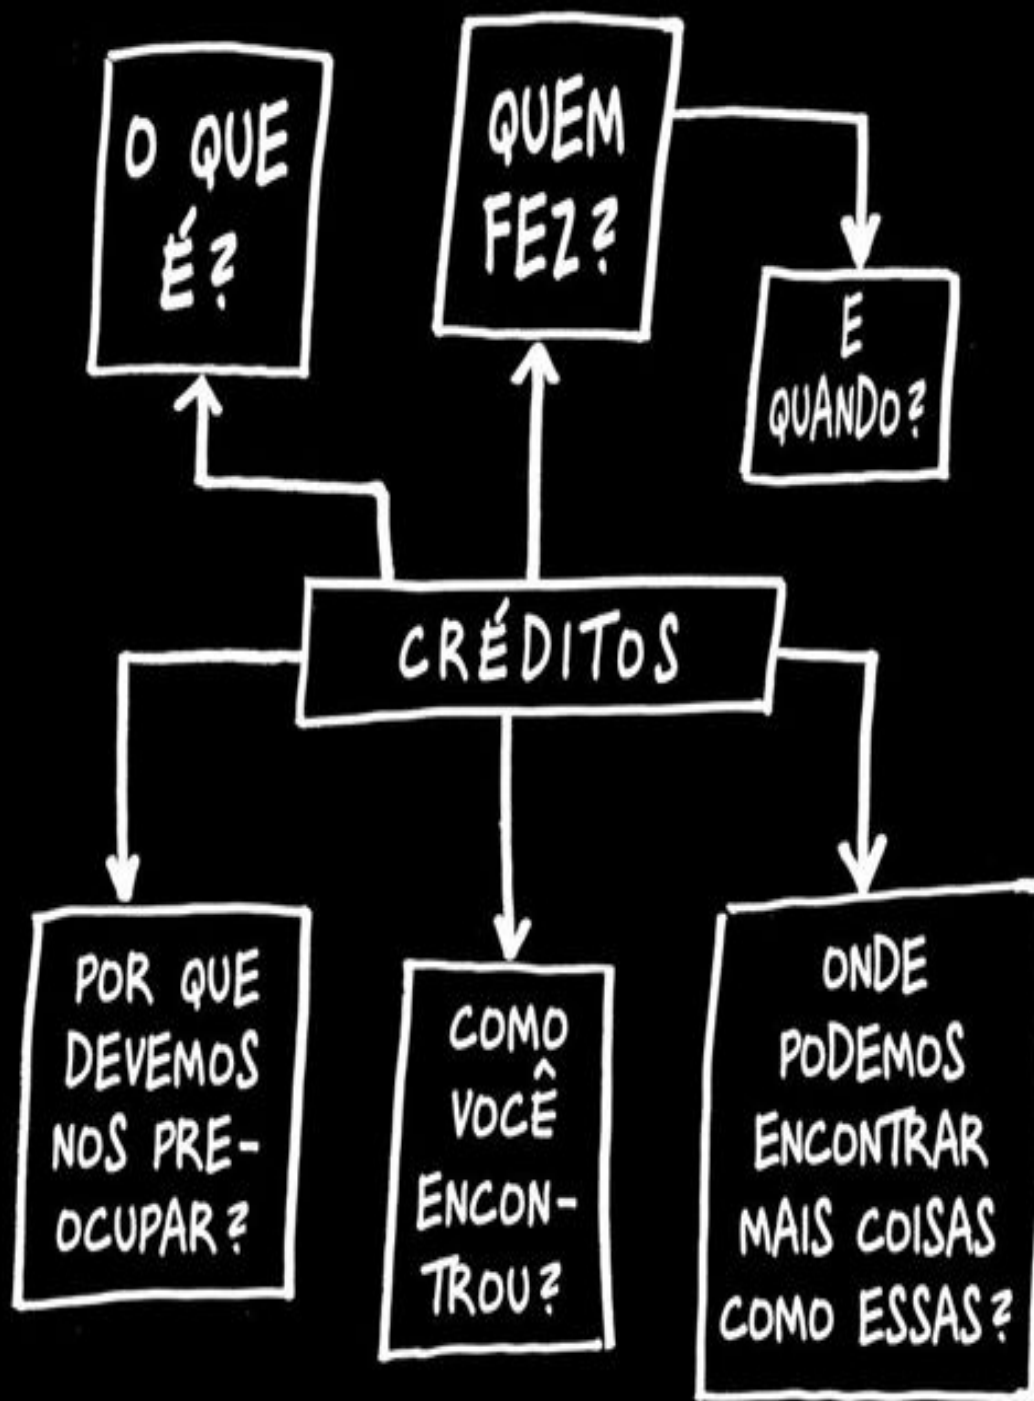 O QUE
É?
QUEM
FEZ?
E
QUANDO?
CRÉDITOS
POR QUE
DEVEMOS
NOS PRE-
OCUPAR?
COMO
VOCÊ
ENCON-
TROU?
ONDE
PODEMOS
ENCONTRAR
MAIS COISAS
COMO ESSAS?